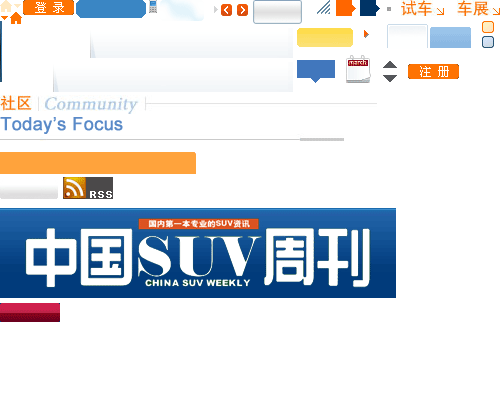 登 录
试车
车展
march
注 册
社区 Community
Today's Focus
RSS
国内第一本专业的SUV资讯
中国SUV周刊
CHINA SUV WEEKLY